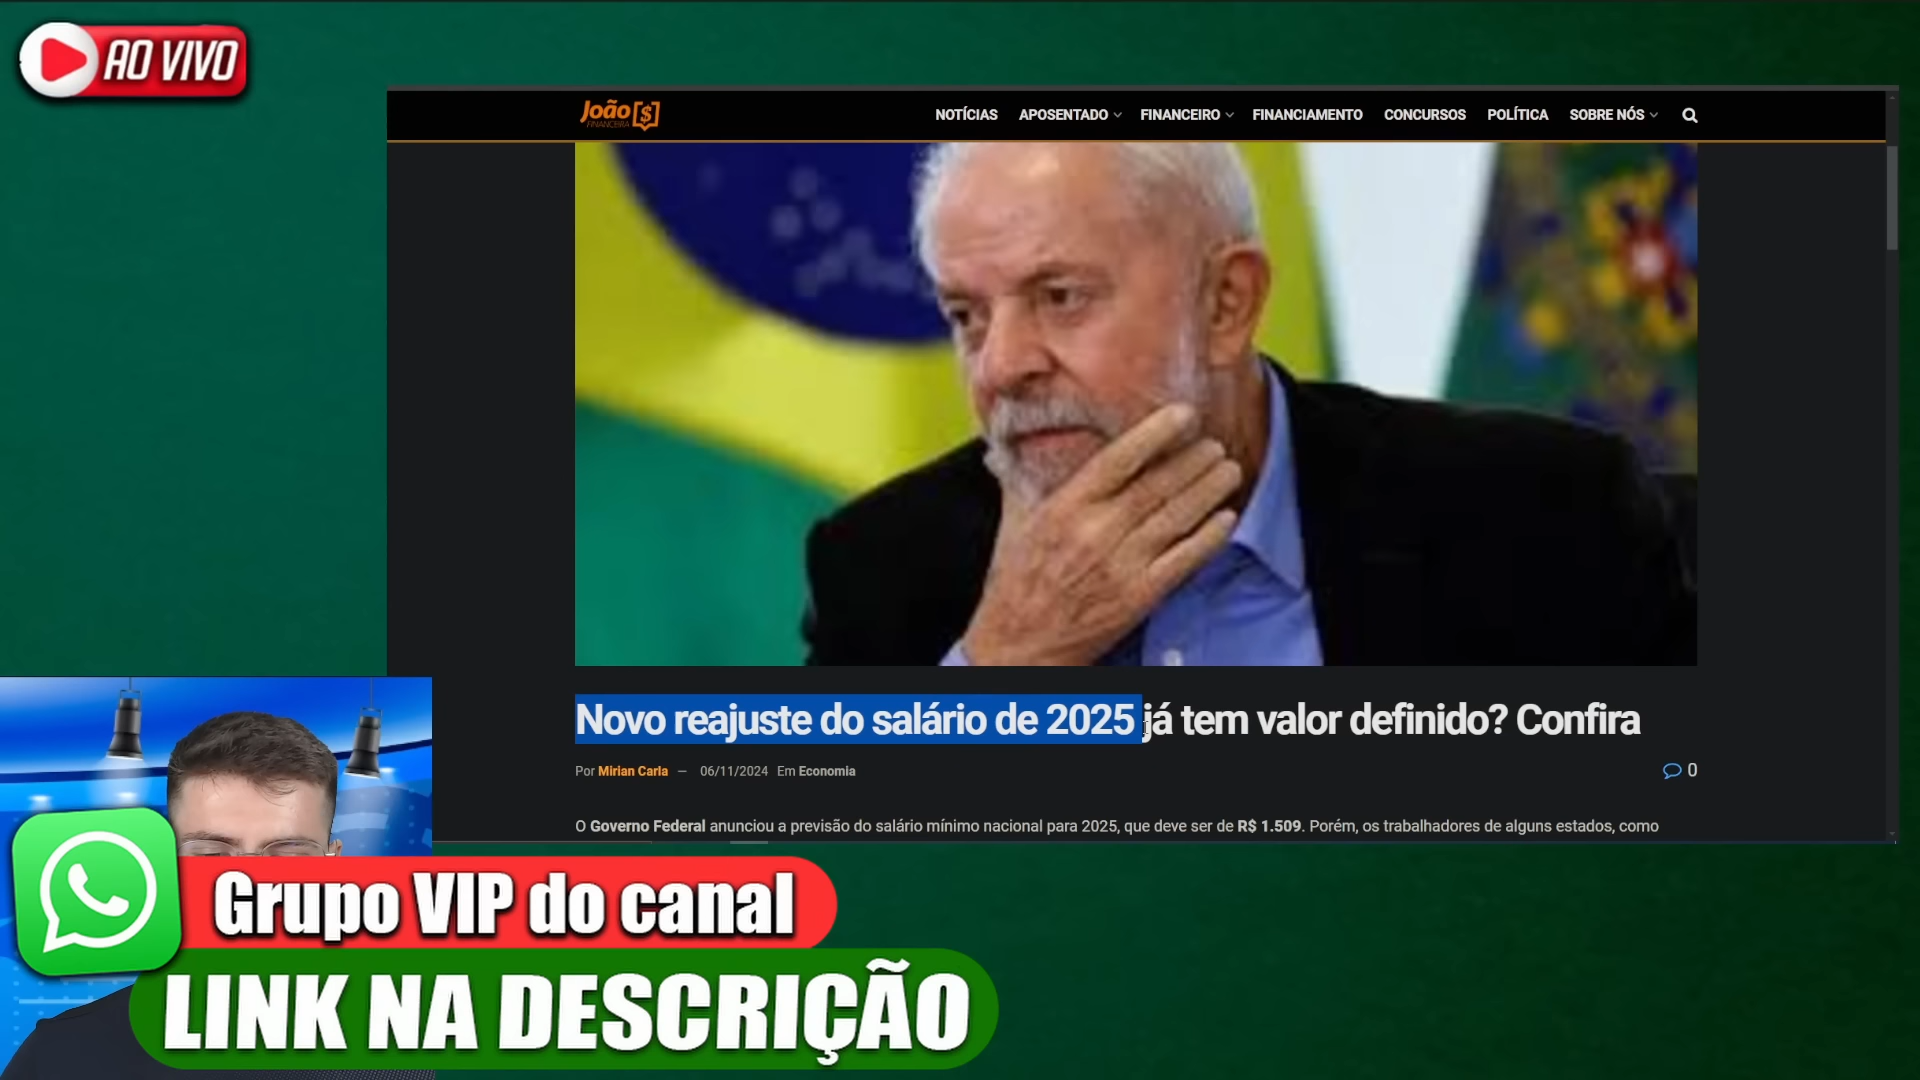 AO VIVO
João [$]
FINANCEIRA
NOTÍCIAS APOSENTADO FINANCEIRO FINANCIAMENTO CONCURSOS POLÍTICA SOBRE NÓS
Novo reajuste do salário de 2025 já tem valor definido? Confira
Por Mirian Carla — 06/11/2024 Em Economia
0
O Governo Federal anunciou a previsão do salário mínimo nacional para 2025, que deve ser de R$ 1.509. Porém, os trabalhadores de alguns estados, como
Grupo VIP do canal
LINK NA DESCRIÇÃO